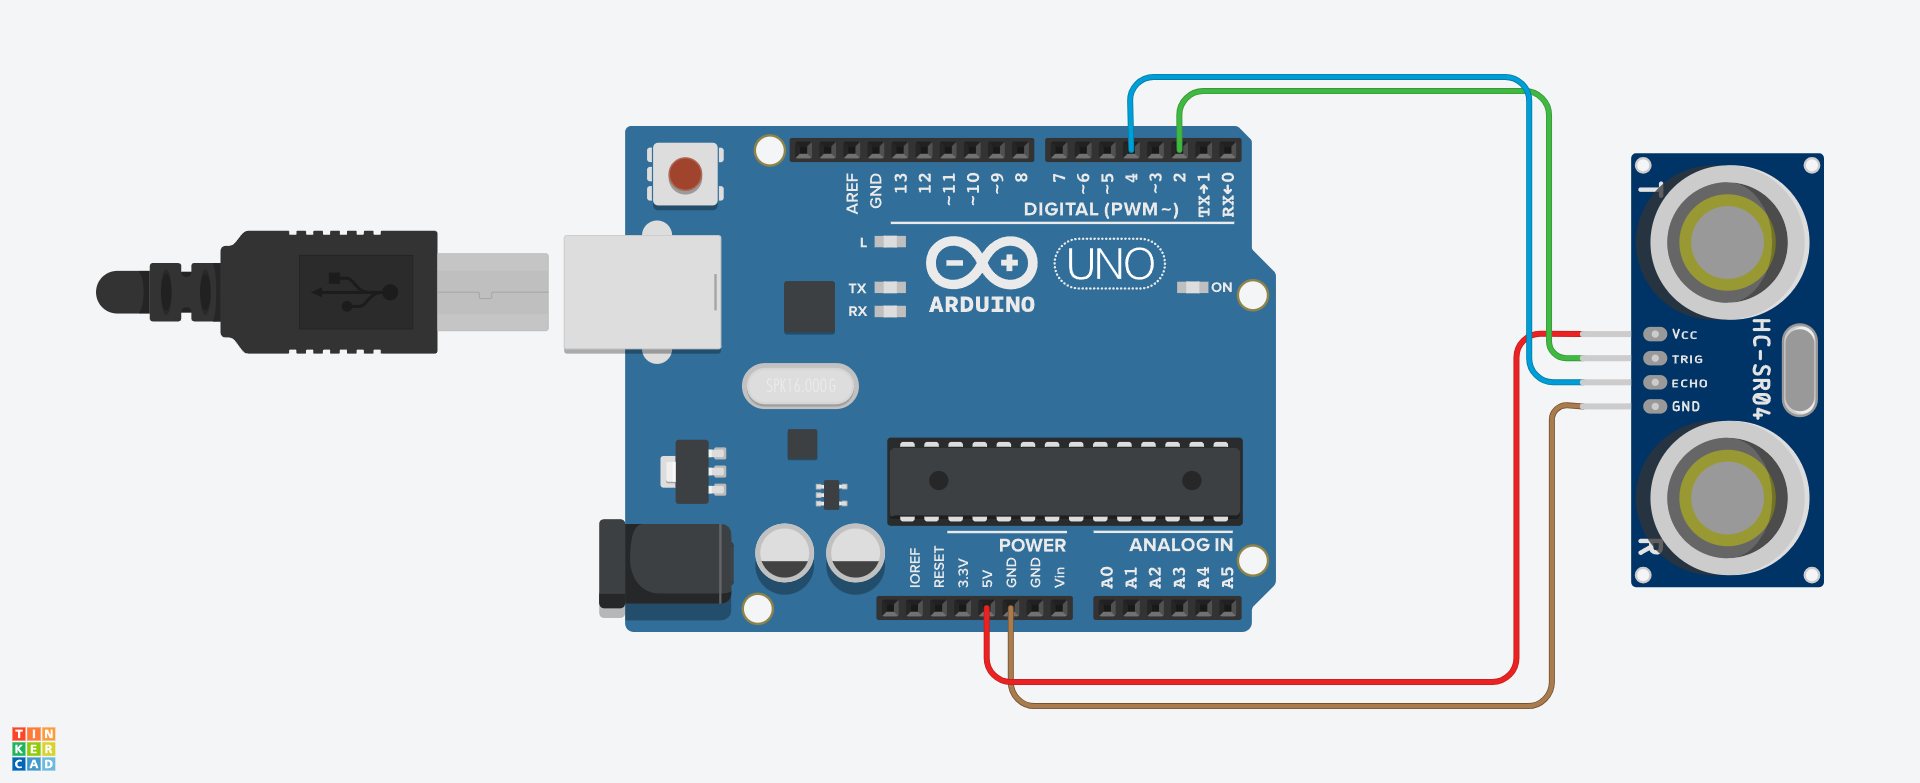 AREF
GND
13
12
~11
~10
~9
8
7
~6
~5
4
~3
2
TX→1
RX←0
DIGITAL (PWM ~)
L
TX
RX
ARDUINO
UNO
ON
SPK16.000G
POWER
ANALOG IN
IOREF
RESET
3.3V
5V
GND
GND
Vin
A0
A1
A2
A3
A4
A5
T
VCC
TRIG
ECHO
GND
HC-SR04
R
TIN
KER
CAD